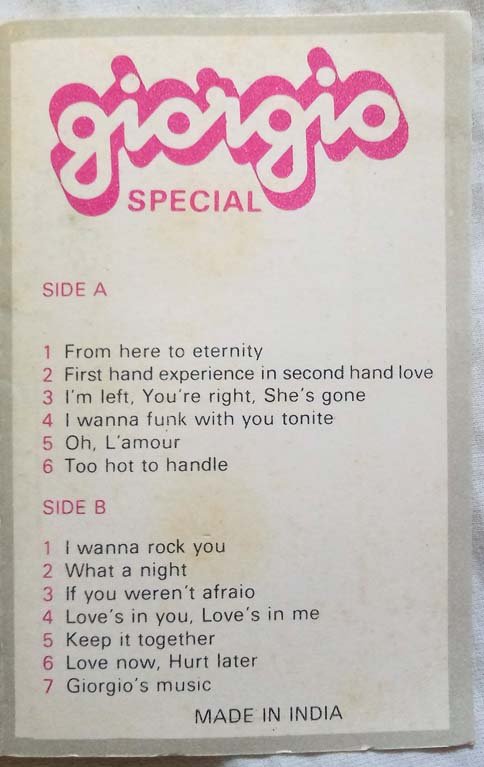 giorgio
SPECIAL
SIDE A
1 From here to eternity
2 First hand experience in second hand love
3 I'm left, You're right, She's gone
4 I wanna funk with you tonite
5 Oh, L'amour
6 Too hot to handle
SIDE B
1 I wanna rock you
2 What a night
3 If you weren't afraio
4 Love's in you, Love's in me
5 Keep it together
6 Love now, Hurt later
7 Giorgio's music
MADE IN INDIA